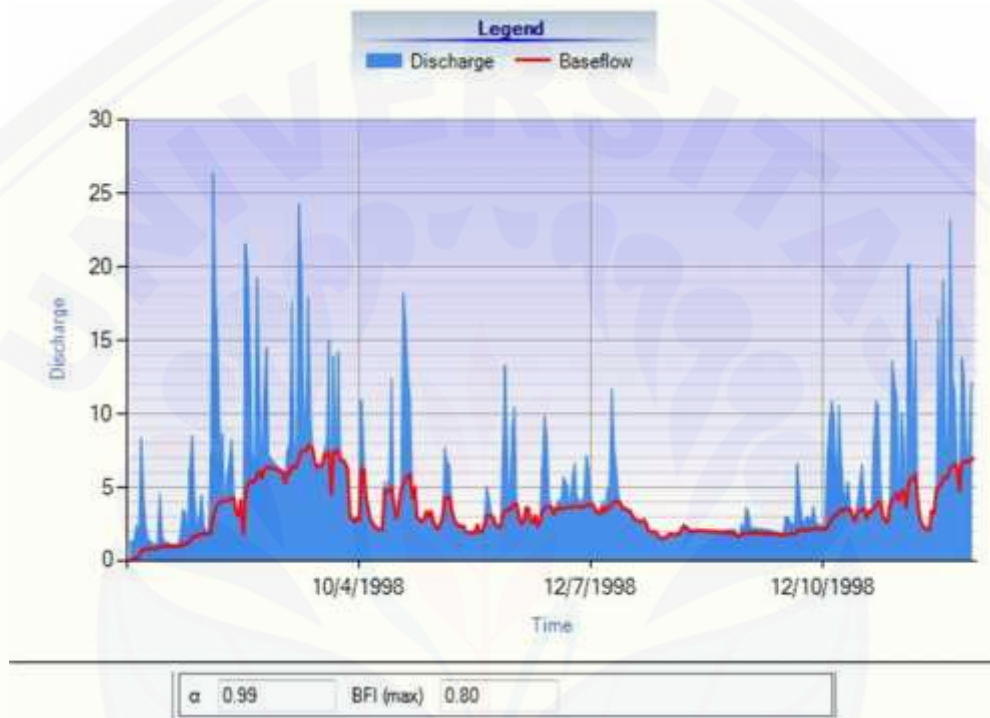 Legend
Discharge Baseflow
30
25
20
15
10
5
0
Discharge
10/4/1998 12/7/1998 12/10/1998
Time
α 0.99 BFI (max) 0.80
UNIVERSITAS